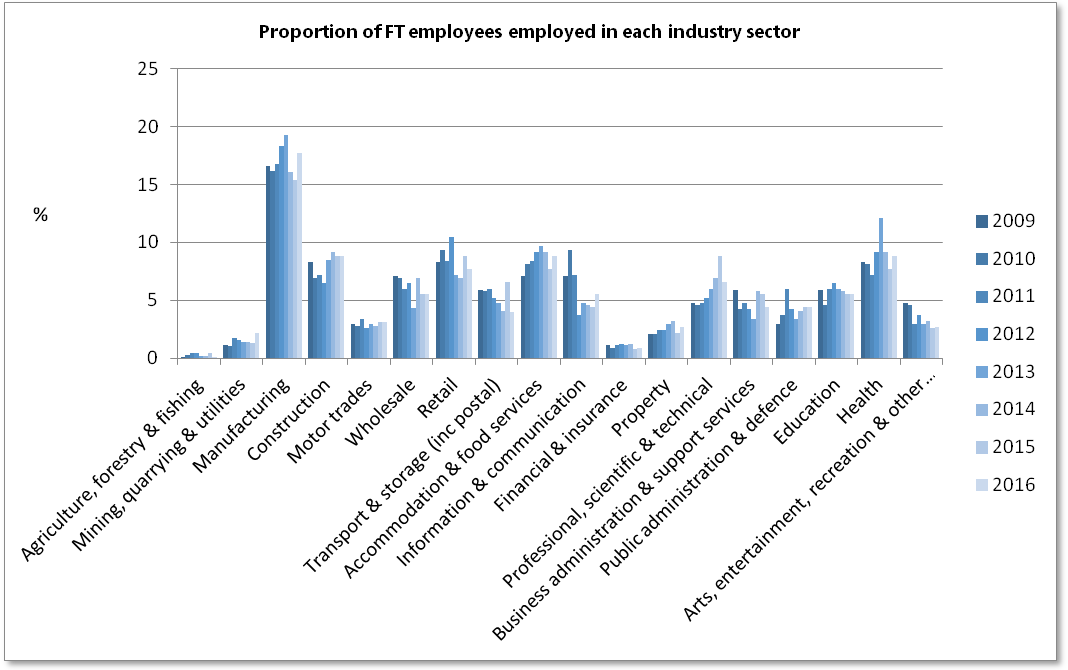 Proportion of FT employees employed in each industry sector
25
20
15
10
5
0
%
Agriculture, forestry & fishing
Mining, quarrying & utilities
Manufacturing
Construction
Motor trades
Wholesale
Retail
Transport & storage (inc postal)
Accommodation & food services
Information & communication
Financial & insurance
Property
Professional, scientific & technical
Business administration & support services
Public administration & defence
Education
Health
Arts, entertainment, recreation & other...
2009
2010
2011
2012
2013
2014
2015
2016